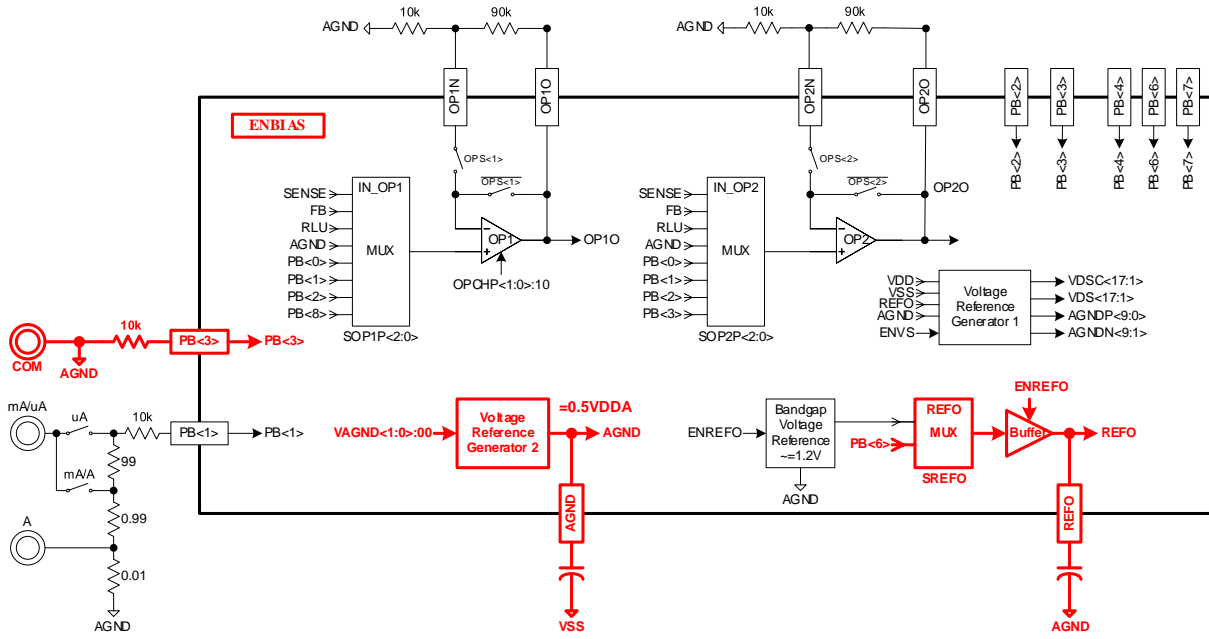 10k
90k
AGND
10k
90k
AGND
OP1N
OP1O
OP2N
OP2O
PB<2>
PB<3>
PB<4>
PB<6>
PB<7>
ENBIAS
PB<2>
PB<3>
PB<4>
PB<6>
PB<7>
OPS<1>
OPS<1>
OPS<2>
OPS<2>
IN_OP1
SENSE
FB
RLU
AGND
PB<0>
PB<1>
PB<2>
PB<8>
MUX
SOP1P<2:0>
OP1
OP1O
OPCHP<1:0>:10
IN_OP2
SENSE
FB
RLU
AGND
PB<0>
PB<1>
PB<2>
PB<3>
MUX
SOP2P<2:0>
OP2
OP2O
VDD
VSS
REFO
AGND
ENVS
Voltage
Reference
Generator 1
VDSC<17:1>
VDS<17:1>
AGNDP<9:0>
AGNDN<9:1>
COM
AGND
10k
PB<3>
PB<3>
mA/uA
uA
10k
PB<1>
PB<1>
99
mA/A
0.99
A
0.01
AGND
VAGND<1:0>:00
Voltage
Reference
Generator 2
=0.5VDDA
AGND
AGND
VSS
ENREFO
Bandgap
Voltage
Reference
~=1.2V
AGND
PB<6>
REFO
MUX
SREFO
ENREFO
Buffer
REFO
REFO
AGND